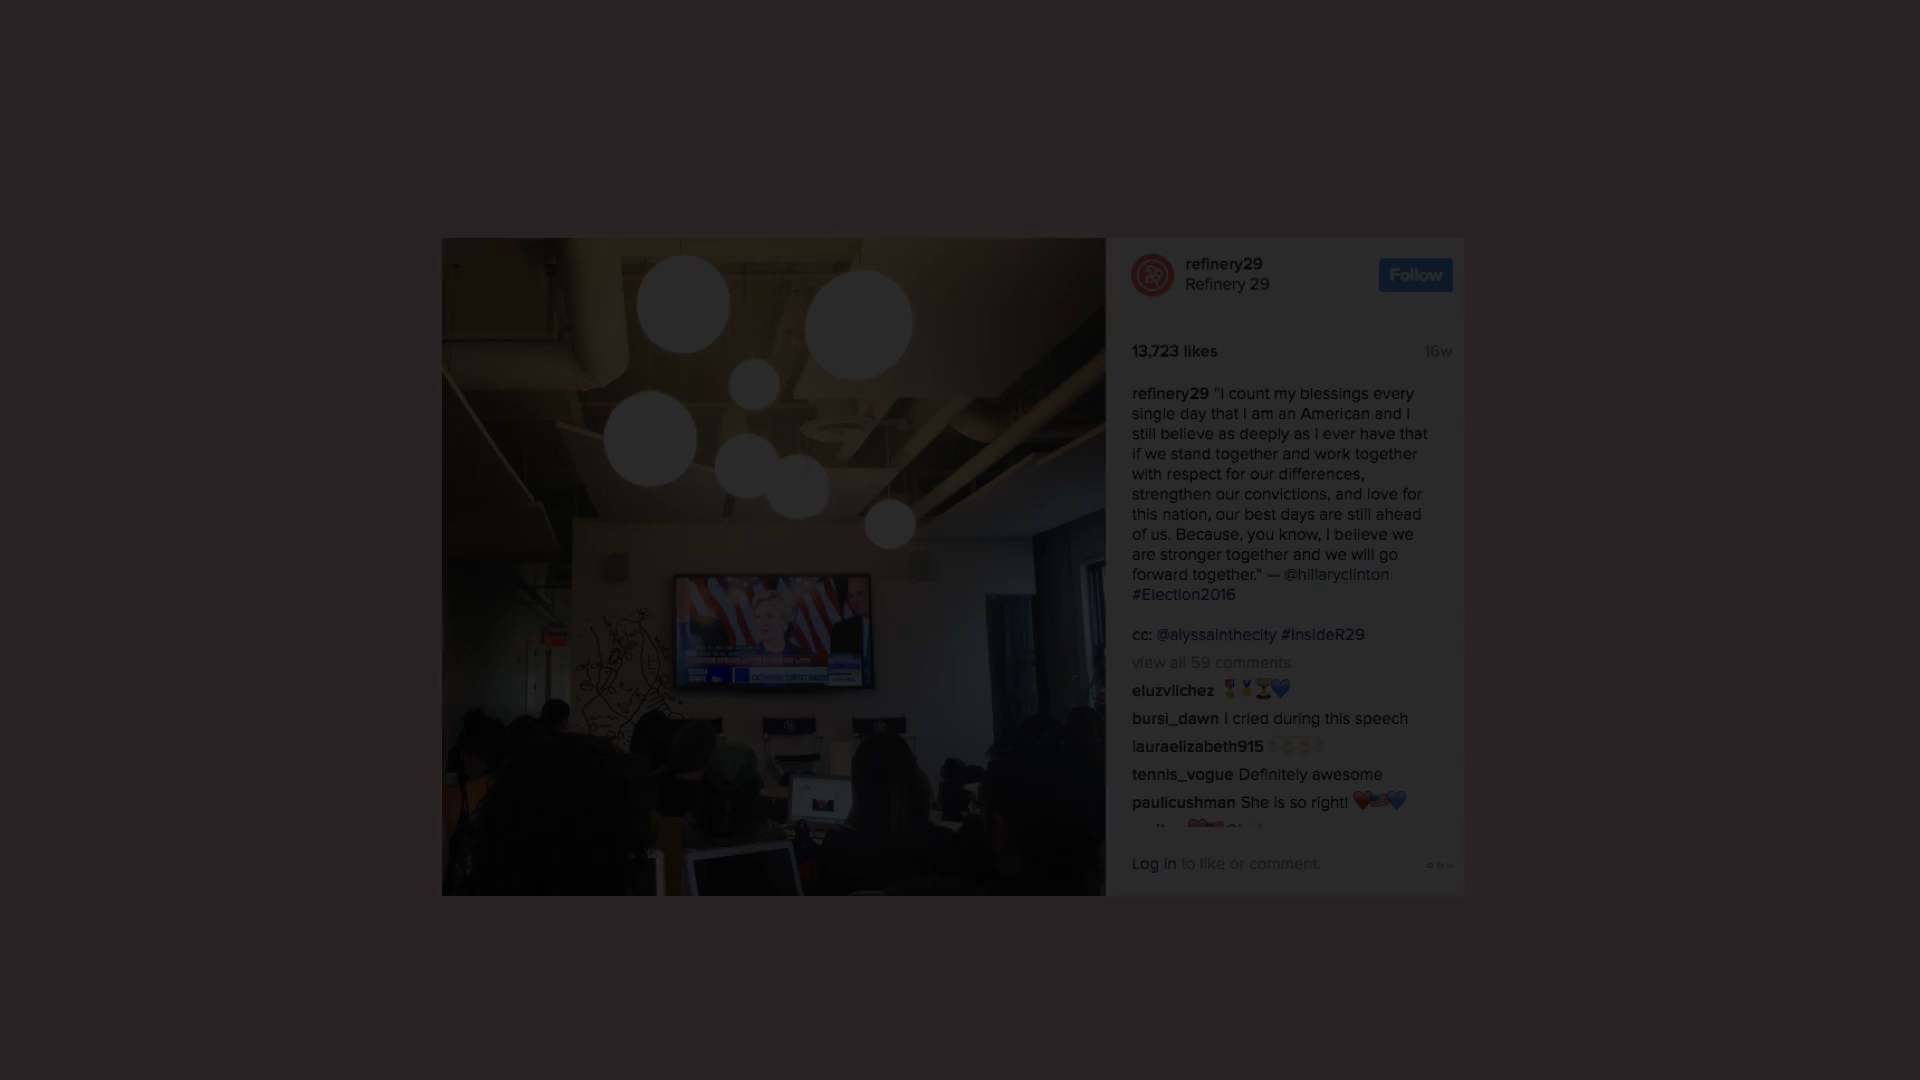 refinery29
Refinery 29
Follow
13,723 likes
16w
refinery29 "I count my blessings every
single day that I am an American and I
still believe as deeply as I ever have that
if we stand together and work together
with respect for our differences,
strengthen our convictions, and love for
this nation, our best days are still ahead
of us. Because, you know, I believe we
are stronger together and we will go
forward together." — @hillaryclinton
#Election2016
cc: @alyssainthecity #InsideR29
view all 59 comments
eluzvilchez
bursi_dawn I cried during this speech
lauraelizabeth915
tennis_vogue Definitely awesome
paulicushman She is so right!
Log in to like or comment.